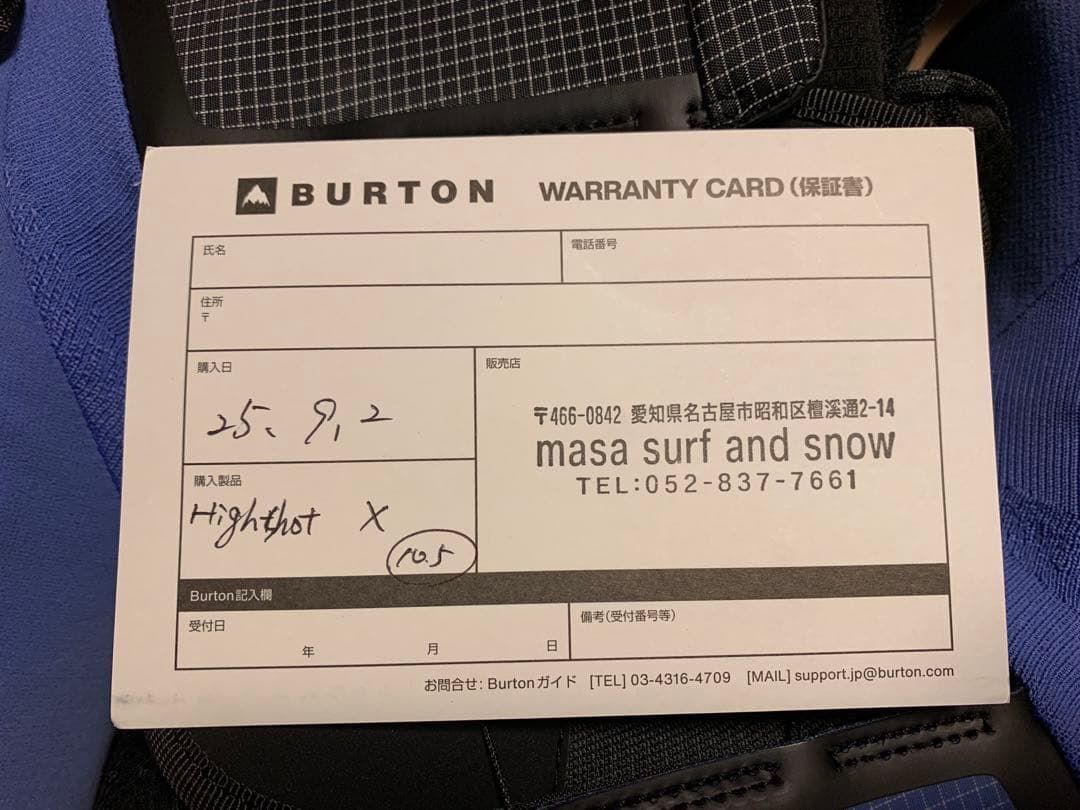 BURTON WARRANTY CARD(保証書)
氏名
電話番号
住所
〒
購入日
25、9,2
販売店
〒466-0842 愛知県名古屋市昭和区檀溪通2-14
masa surf and snow
TEL:052-837-7661
購入製品
Highshot X
10.5
Burton記入欄
受付日
年 月 日
備考(受付番号等)
お問合せ: Burtonガイド [TEL] 03-4316-4709 [MAIL] support.jp@burton.com